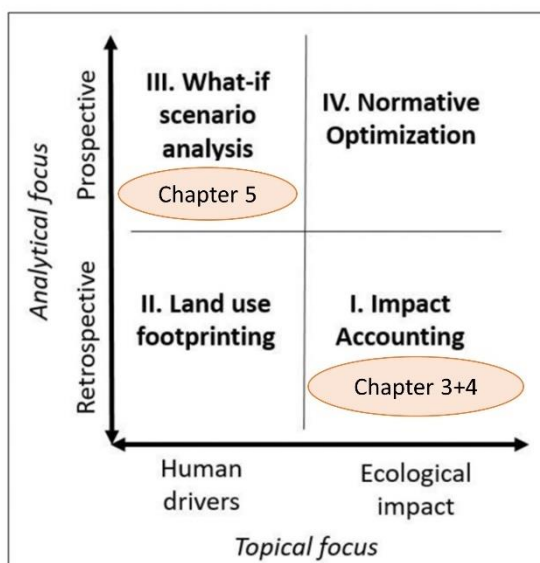 III. What-if
scenario
analysis
Chapter 5
IV. Normative
Optimization
Analytical focus
Prospective
Retrospective
II. Land use
footprinting
I. Impact
Accounting
Chapter 3+4
Human
drivers
Ecological
impact
Topical focus